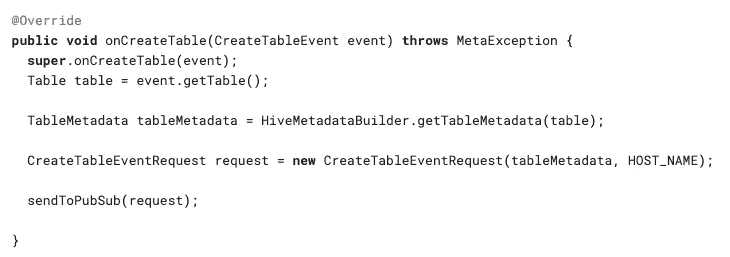 @Override
public void onCreateTable(CreateTableEvent event) throws MetaException {
super.onCreateTable(event);
Table table = event.getTable();
TableMetadata tableMetadata = HiveMetadataBuilder.getTableMetadata(table);
CreateTableEventRequest request = new CreateTableEventRequest(tableMetadata, HOST_NAME);
sendToPubSub(request);
}